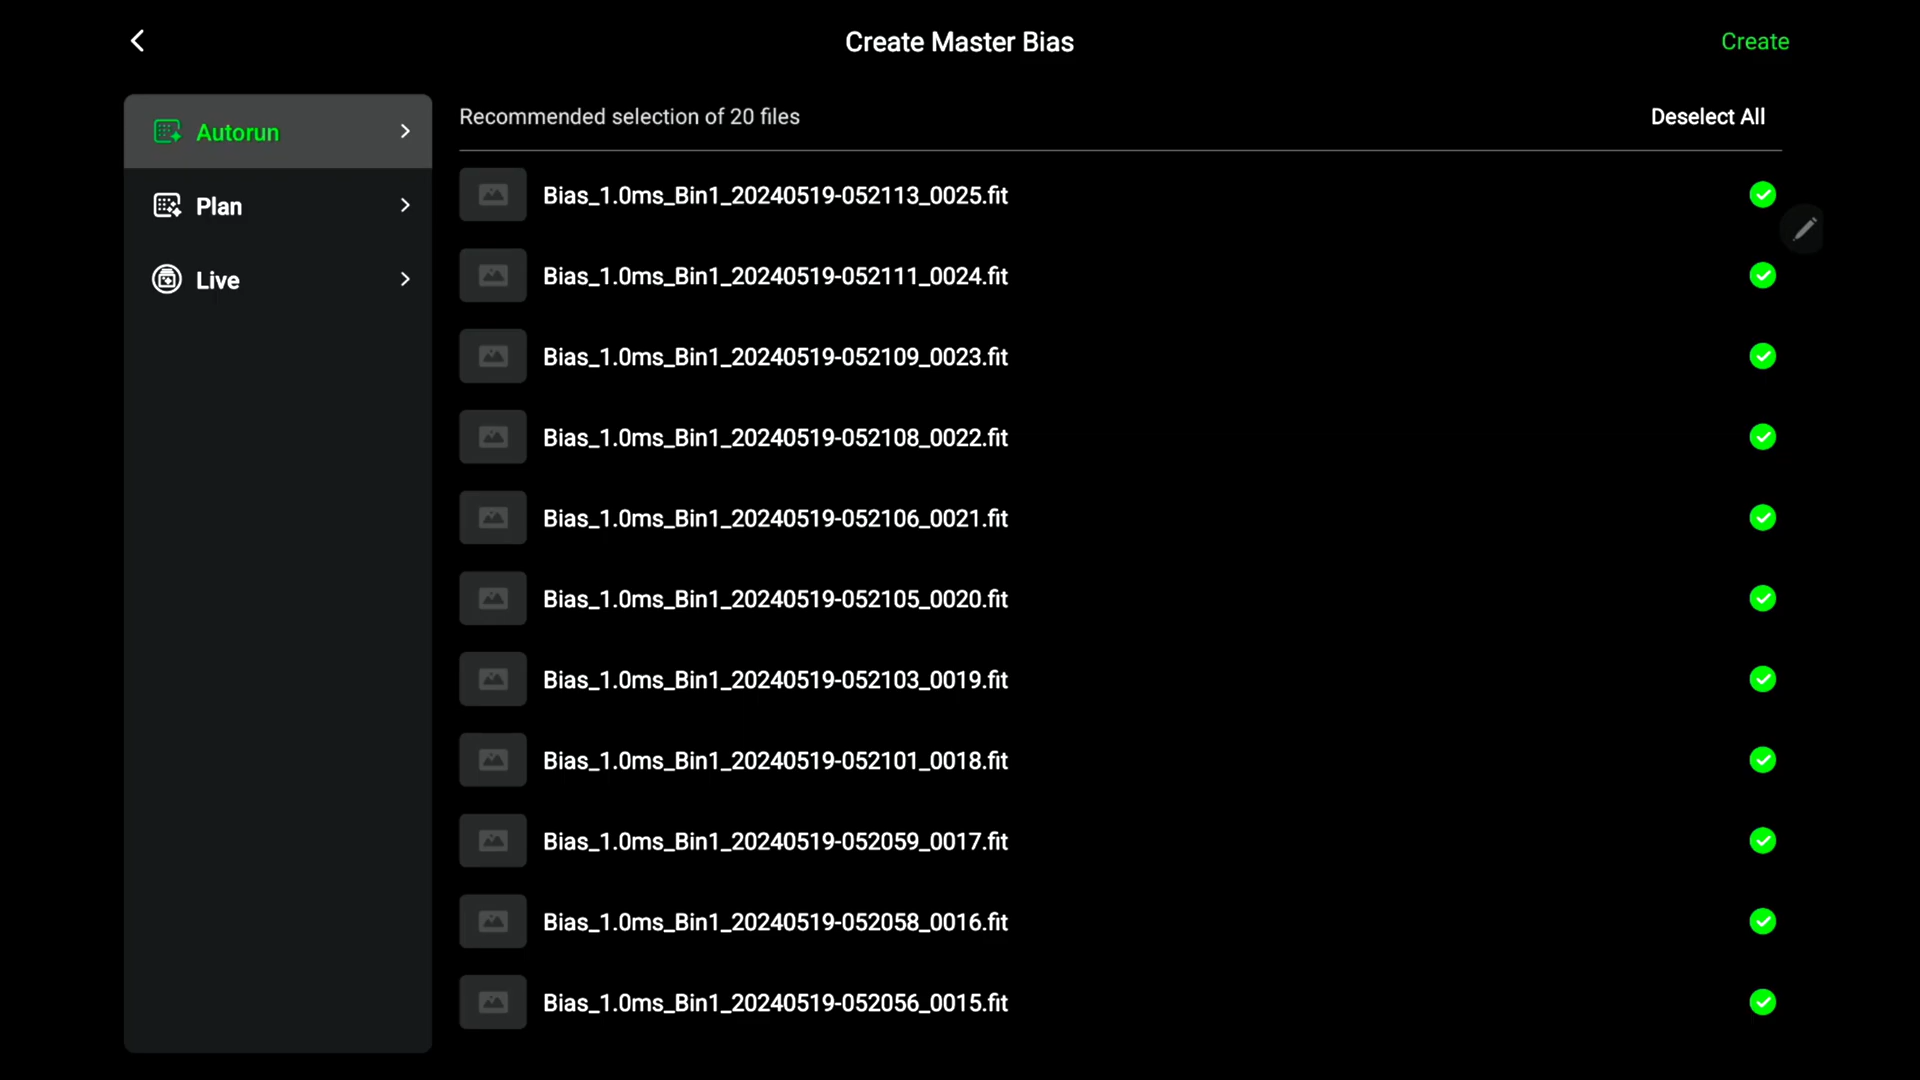 Create Master Bias
Create
Autorun
Plan
Live
Recommended selection of 20 files
Deselect All
Bias_1.0ms_Bin1_20240519-052113_0025.fit
Bias_1.0ms_Bin1_20240519-052111_0024.fit
Bias_1.0ms_Bin1_20240519-052109_0023.fit
Bias_1.0ms_Bin1_20240519-052108_0022.fit
Bias_1.0ms_Bin1_20240519-052106_0021.fit
Bias_1.0ms_Bin1_20240519-052105_0020.fit
Bias_1.0ms_Bin1_20240519-052103_0019.fit
Bias_1.0ms_Bin1_20240519-052101_0018.fit
Bias_1.0ms_Bin1_20240519-052059_0017.fit
Bias_1.0ms_Bin1_20240519-052058_0016.fit
Bias_1.0ms_Bin1_20240519-052056_0015.fit